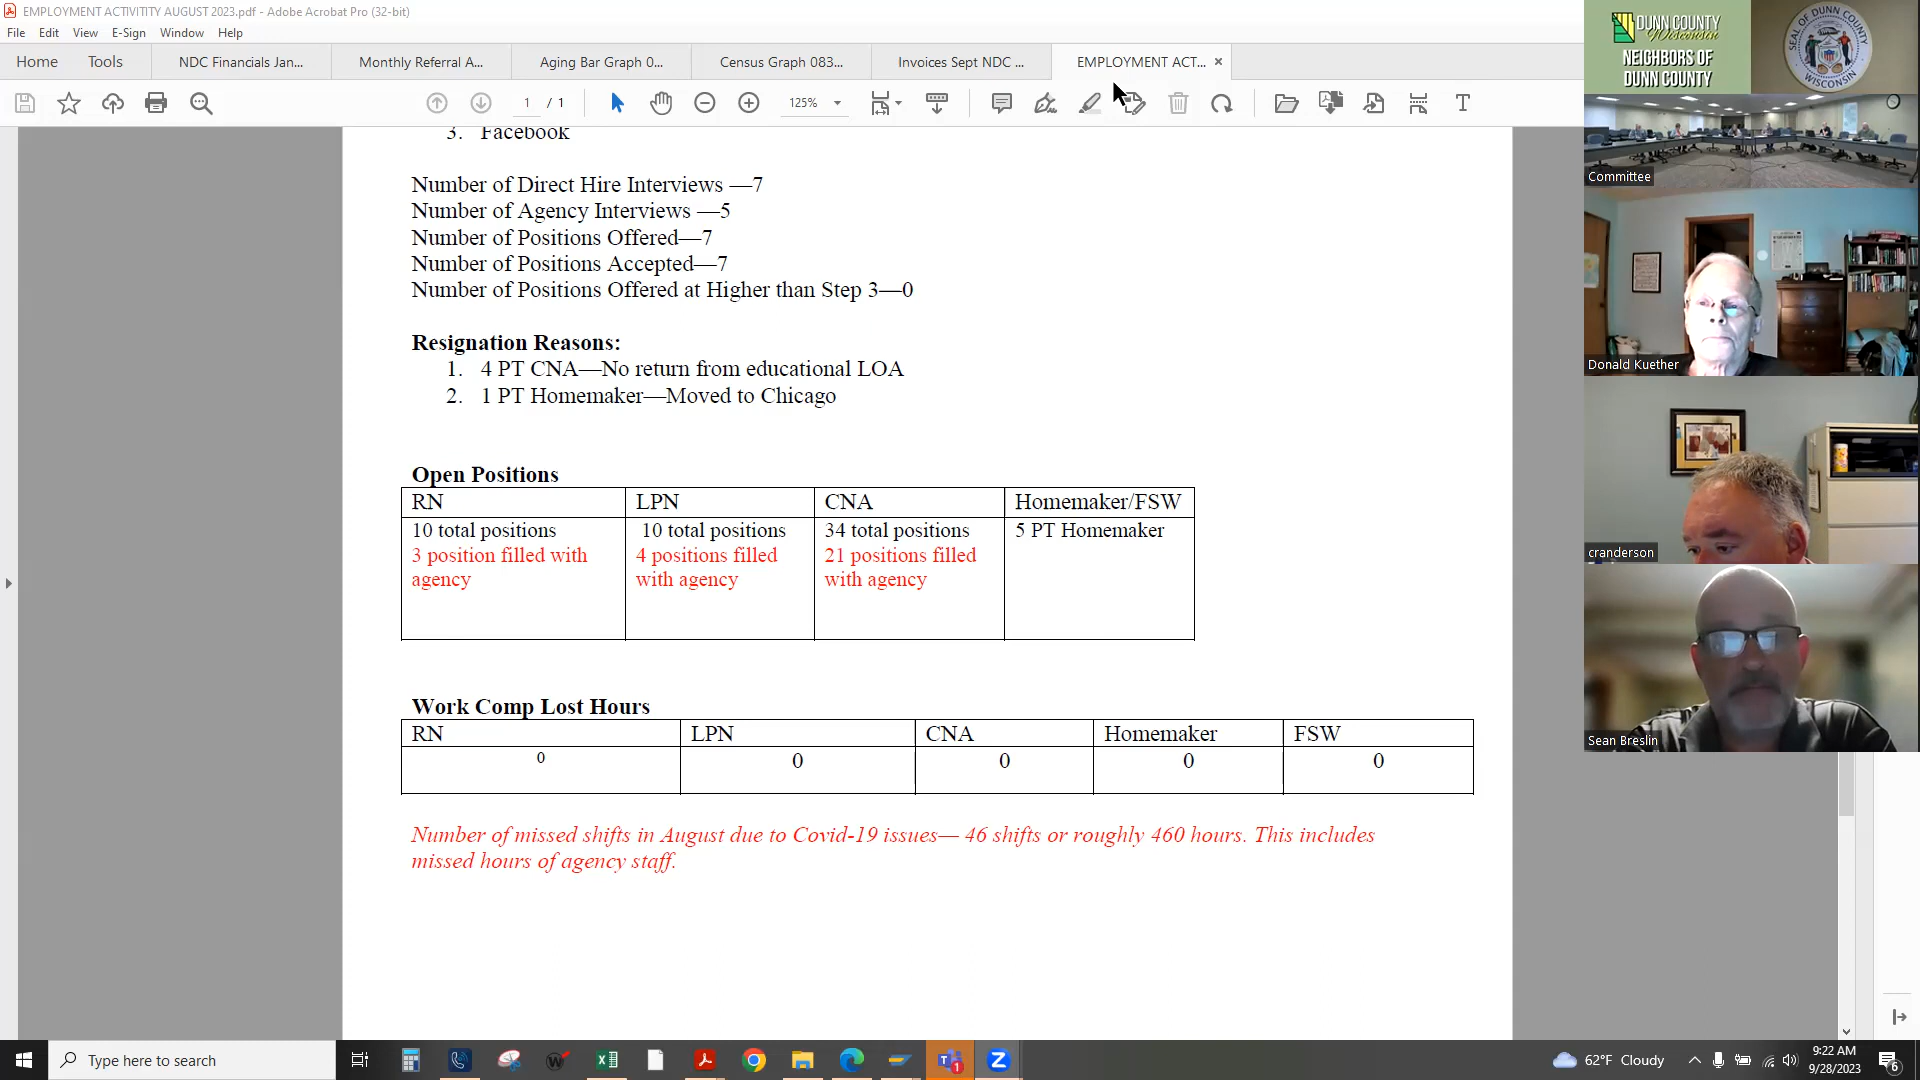 EMPLOYMENT ACTIVITITY AUGUST 2023.pdf - Adobe Acrobat Pro (32-bit)
File Edit View E-Sign Window Help
Home Tools NDC Financials Jan... Monthly Referral A... Aging Bar Graph 0... Census Graph 083... Invoices Sept NDC ... EMPLOYMENT ACT... ×
1 / 1 125%
3. Facebook
Number of Direct Hire Interviews —7
Number of Agency Interviews —5
Number of Positions Offered—7
Number of Positions Accepted—7
Number of Positions Offered at Higher than Step 3—0
Resignation Reasons:
1. 4 PT CNA—No return from educational LOA
2. 1 PT Homemaker—Moved to Chicago
Open Positions
RN LPN CNA Homemaker/FSW
10 total positions 10 total positions 34 total positions 5 PT Homemaker
3 position filled with 4 positions filled 21 positions filled
agency with agency with agency
Work Comp Lost Hours
RN LPN CNA Homemaker FSW
0 0 0 0 0
Number of missed shifts in August due to Covid-19 issues— 46 shifts or roughly 460 hours. This includes
missed hours of agency staff.
DUNN COUNTY
Wisconsin
NEIGHBORS OF
DUNN COUNTY
SEAL OF DUNN COUNTY
WISCONSIN
Committee
Donald Kuether
cranderson
Sean Breslin
Type here to search
62°F Cloudy
9:22 AM
9/28/2023
6
1